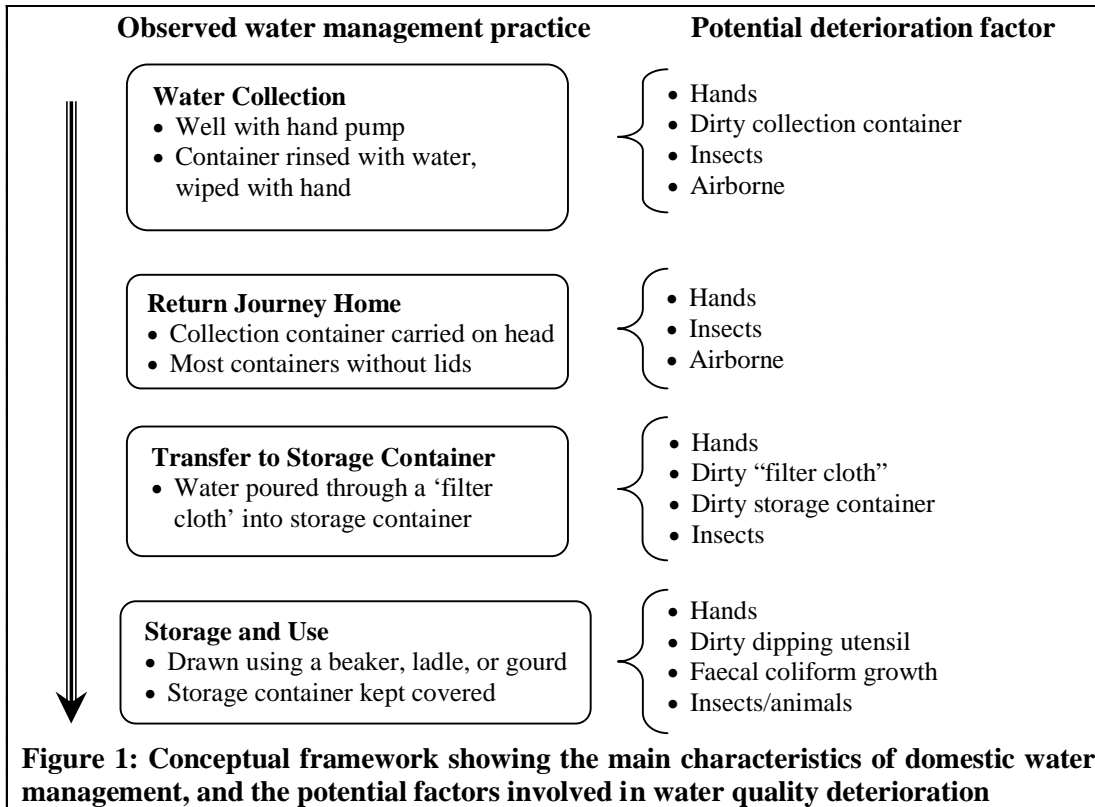 Observed water management practice
Potential deterioration factor
Water Collection
• Well with hand pump
• Container rinsed with water,
wiped with hand
• Hands
• Dirty collection container
• Insects
• Airborne
Return Journey Home
• Collection container carried on head
• Most containers without lids
• Hands
• Insects
• Airborne
Transfer to Storage Container
• Water poured through a ‘filter
cloth’ into storage container
• Hands
• Dirty “filter cloth”
• Dirty storage container
• Insects
Storage and Use
• Drawn using a beaker, ladle, or gourd
• Storage container kept covered
• Hands
• Dirty dipping utensil
• Faecal coliform growth
• Insects/animals
Figure 1: Conceptual framework showing the main characteristics of domestic water
management, and the potential factors involved in water quality deterioration